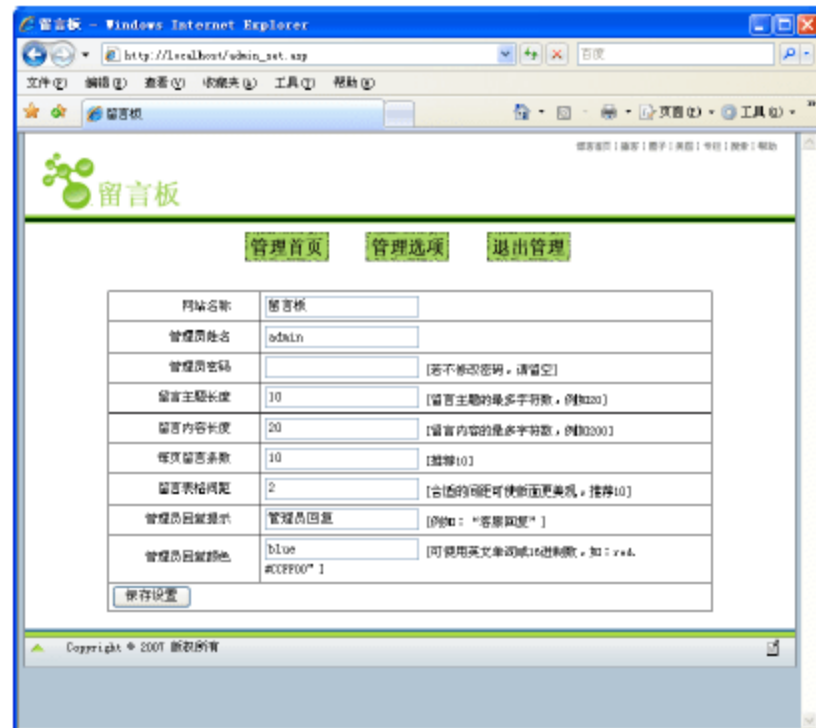 留言板 - Windows Internet Explorer
http://localhost/admin_set.asp
百度
文件(F) 编辑(E) 查看(V) 收藏夹(A) 工具(T) 帮助(H)
留言板
页面(P) 工具(O)
留言板
管理首页 管理选项 退出管理
网站名称 留言板
管理员姓名 admin
管理员密码 [若不修改密码，请留空]
留言主题长度 10 [留言主题的最多字符数，例如20]
留言内容长度 20 [留言内容的最多字符数，例如200]
每页留言条数 10 [推荐10]
留言表格间距 2 [合适的间距可使版面更美观，推荐10]
管理员回复提示 管理员回复 [例如：“客服回复”]
管理员回复颜色 blue [可使用英文单词或16进制数，如：red、
#CCFF00”]
保存设置
Copyright © 2007 版权所有